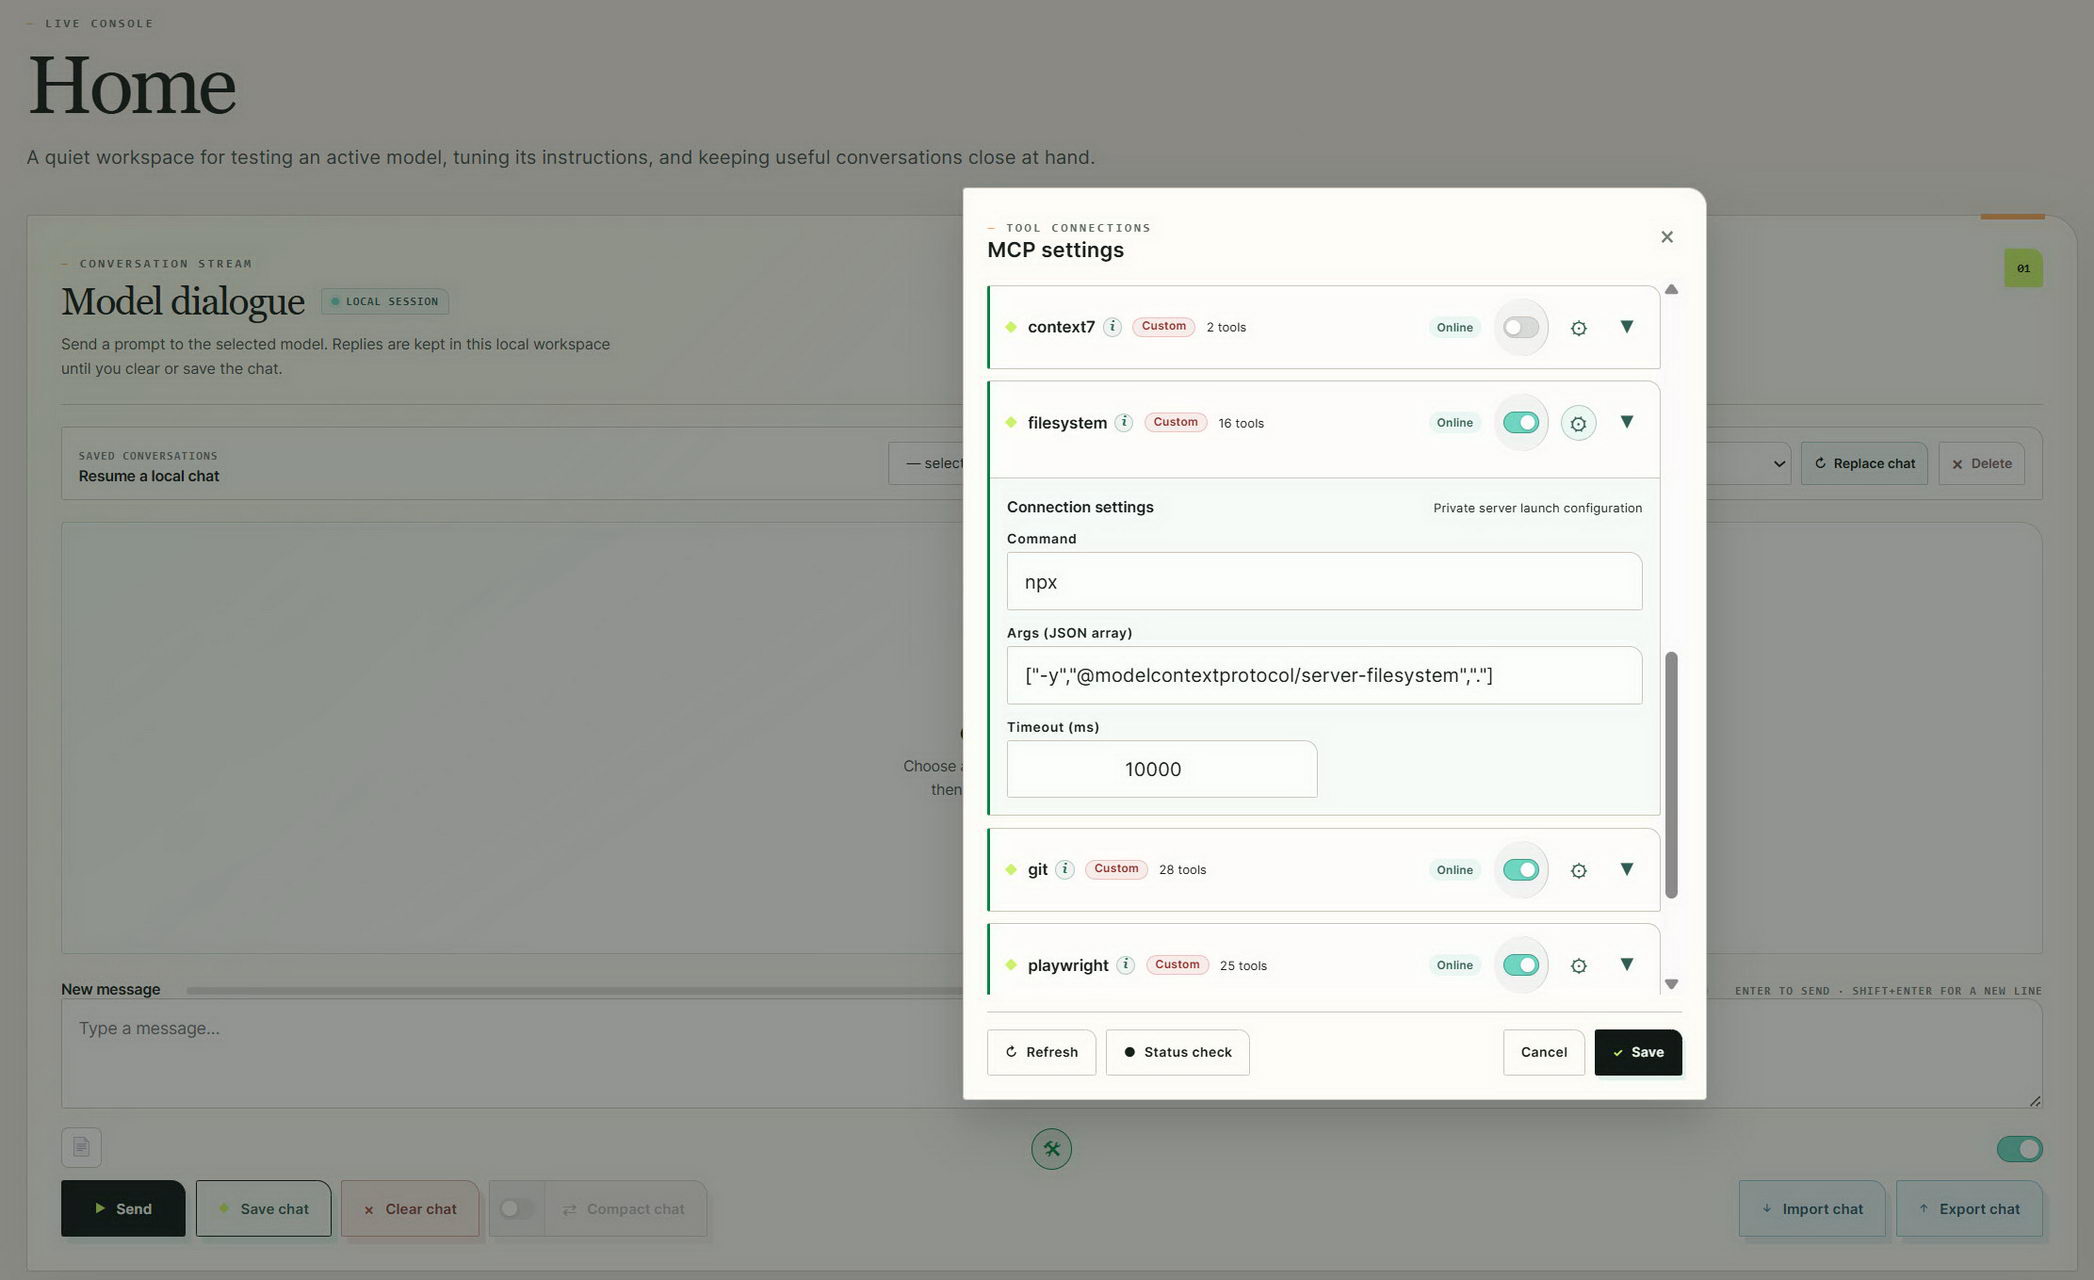 LIVE CONSOLE
Home
A quiet workspace for testing an active model, tuning its instructions, and keeping useful conversations close at hand.
CONVERSATION STREAM
Model dialogue
LOCAL SESSION
01
Send a prompt to the selected model. Replies are kept in this local workspace
until you clear or save the chat.
SAVED CONVERSATIONS
Resume a local chat
— select
Replace chat
Delete
Choose
then
New message
ENTER TO SEND · SHIFT+ENTER FOR A NEW LINE
Type a message...
Send
Save chat
Clear chat
Compact chat
Import chat
Export chat
TOOL CONNECTIONS
MCP settings
context7 i Custom 2 tools Online
filesystem i Custom 16 tools Online
Connection settings
Private server launch configuration
Command
npx
Args (JSON array)
["-y","@modelcontextprotocol/server-filesystem","."]
Timeout (ms)
10000
git i Custom 28 tools Online
playwright i Custom 25 tools Online
Refresh
Status check
Cancel
Save